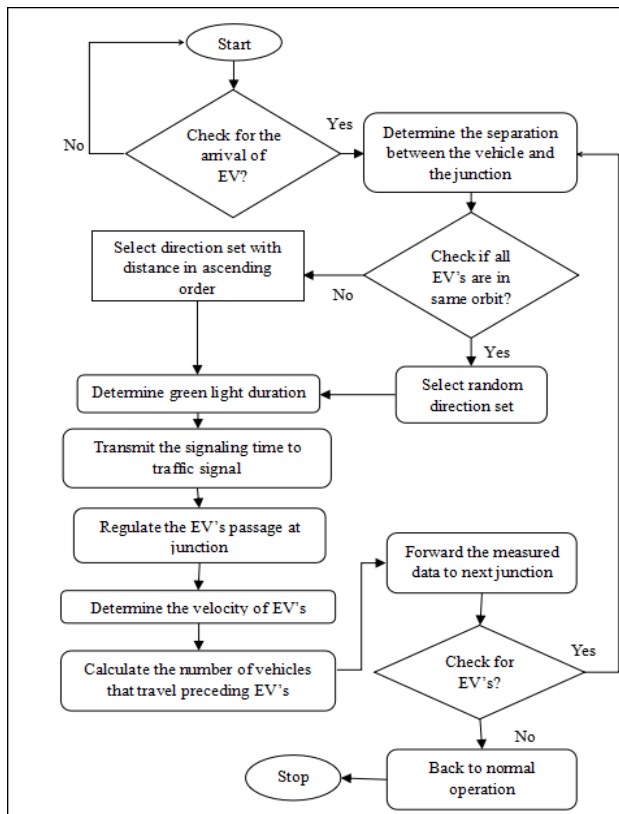 Start
Check for the
arrival of
EV?
No
Yes
Determine the separation
between the vehicle and
the junction
Select direction set with
distance in ascending
order
Check if all
EV's are in
same orbit?
No
Yes
Determine green light duration
Select random
direction set
Transmit the signaling time to
traffic signal
Regulate the EV's passage at
junction
Forward the measured
data to next junction
Determine the velocity of EV's
Calculate the number of vehicles
that travel preceding EV's
Check for
EV's?
Yes
No
Back to normal
operation
Stop